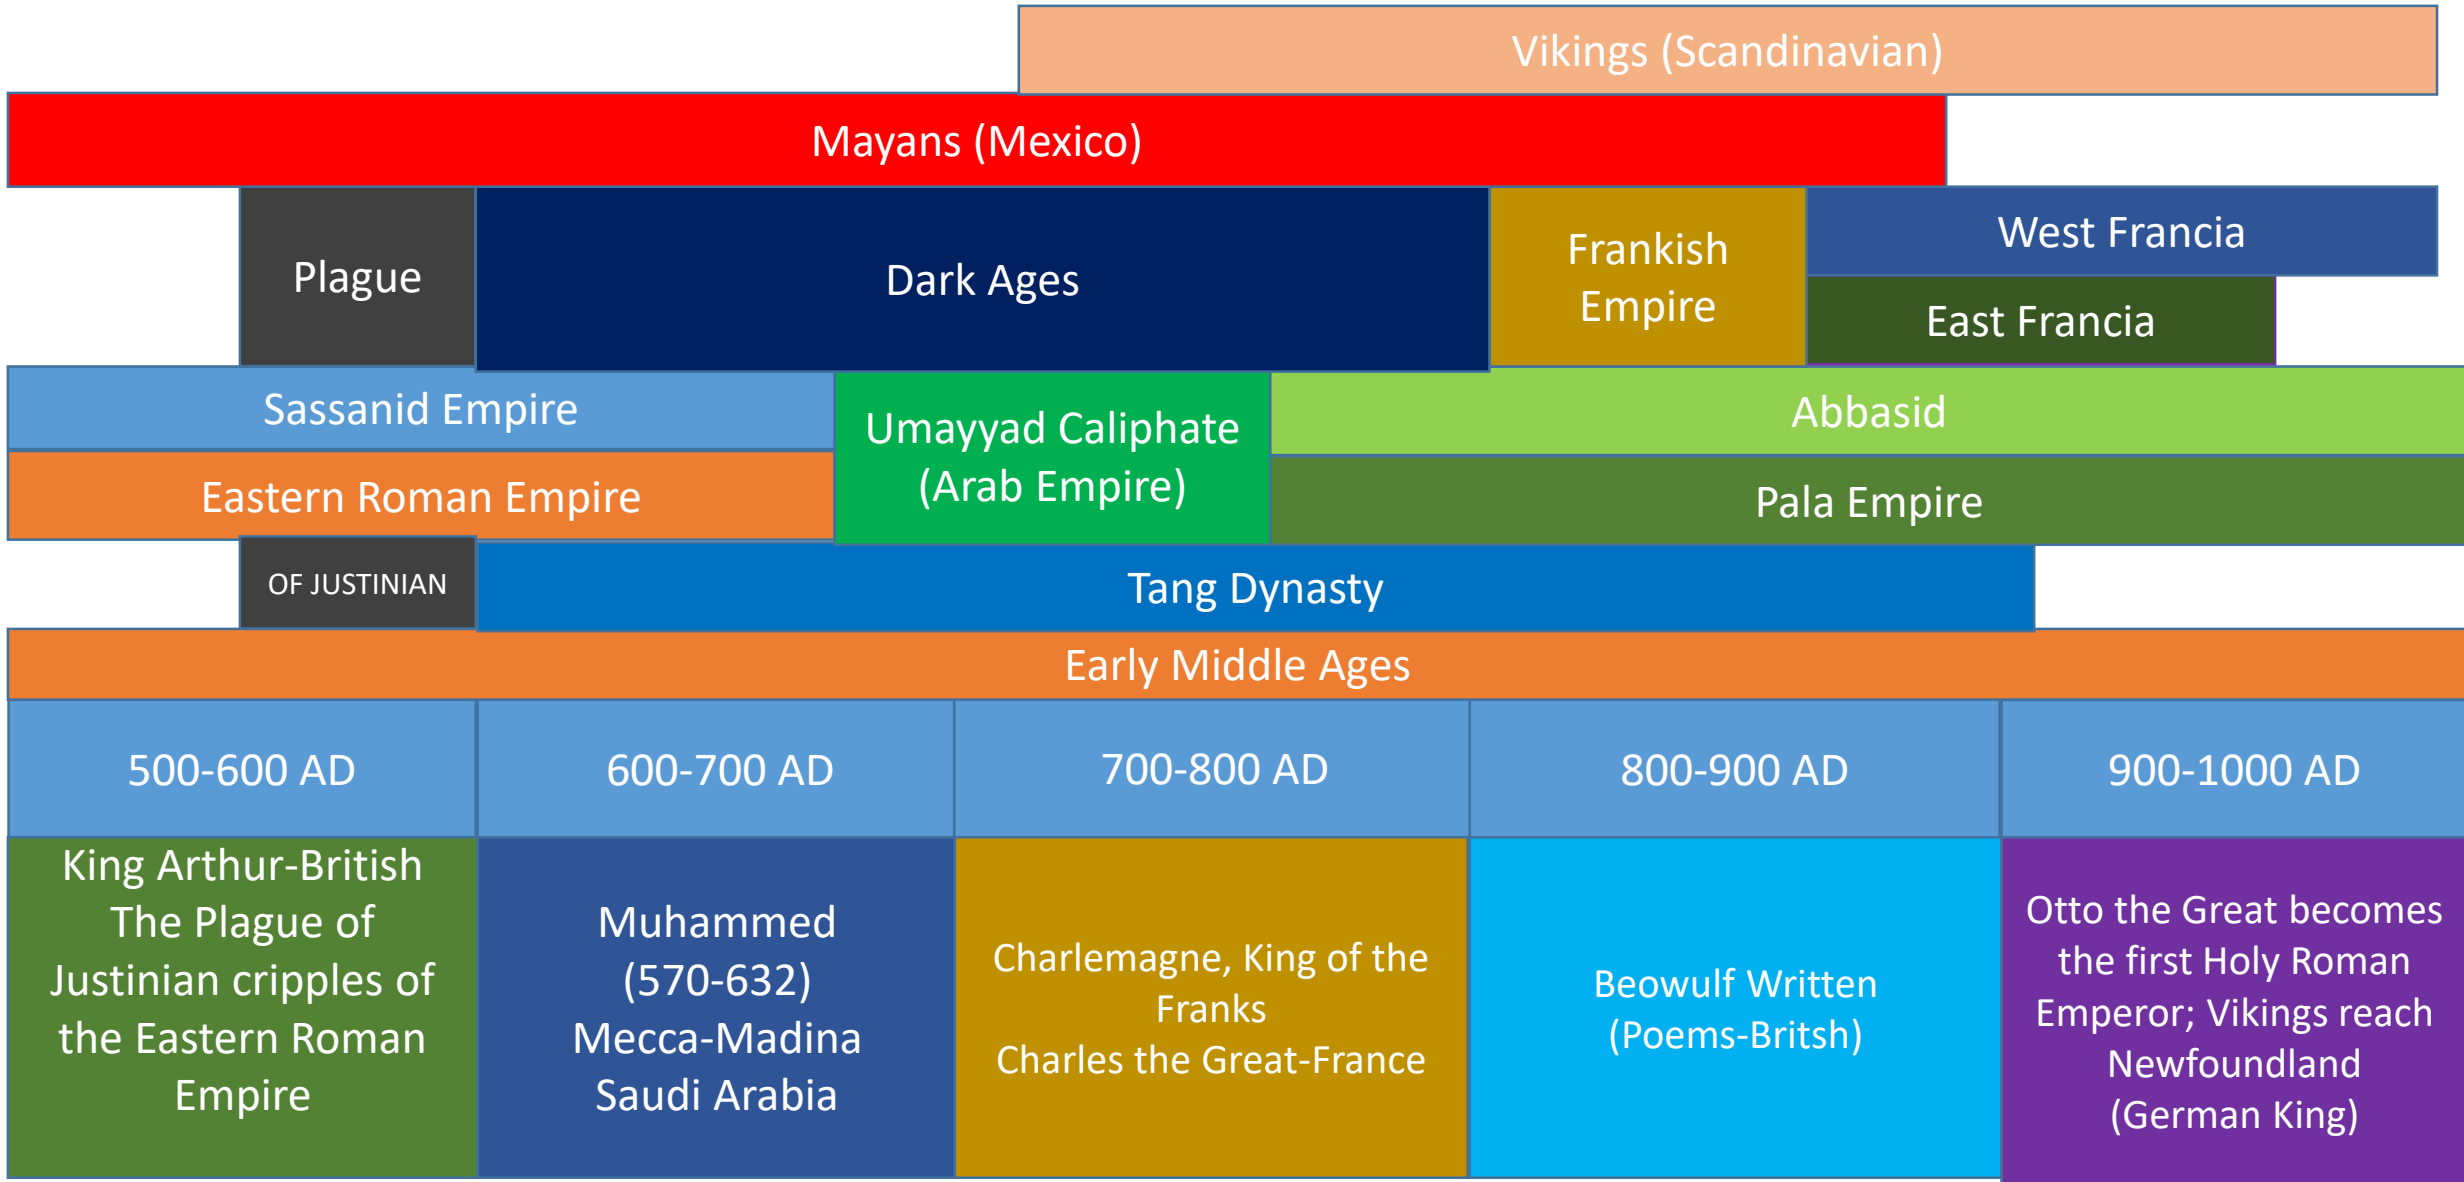 Vikings (Scandinavian)
Mayans (Mexico)
Plague
Dark Ages
Frankish
Empire
West Francia
East Francia
Sassanid Empire
Umayyad Caliphate
(Arab Empire)
Abbasid
Eastern Roman Empire
Pala Empire
OF JUSTINIAN
Tang Dynasty
Early Middle Ages
500-600 AD
600-700 AD
700-800 AD
800-900 AD
900-1000 AD
King Arthur-British
The Plague of
Justinian cripples of
the Eastern Roman
Empire
Muhammed
(570-632)
Mecca-Madina
Saudi Arabia
Charlemagne, King of the
Franks
Charles the Great-France
Beowulf Written
(Poems-Britsh)
Otto the Great becomes
the first Holy Roman
Emperor; Vikings reach
Newfoundland
(German King)